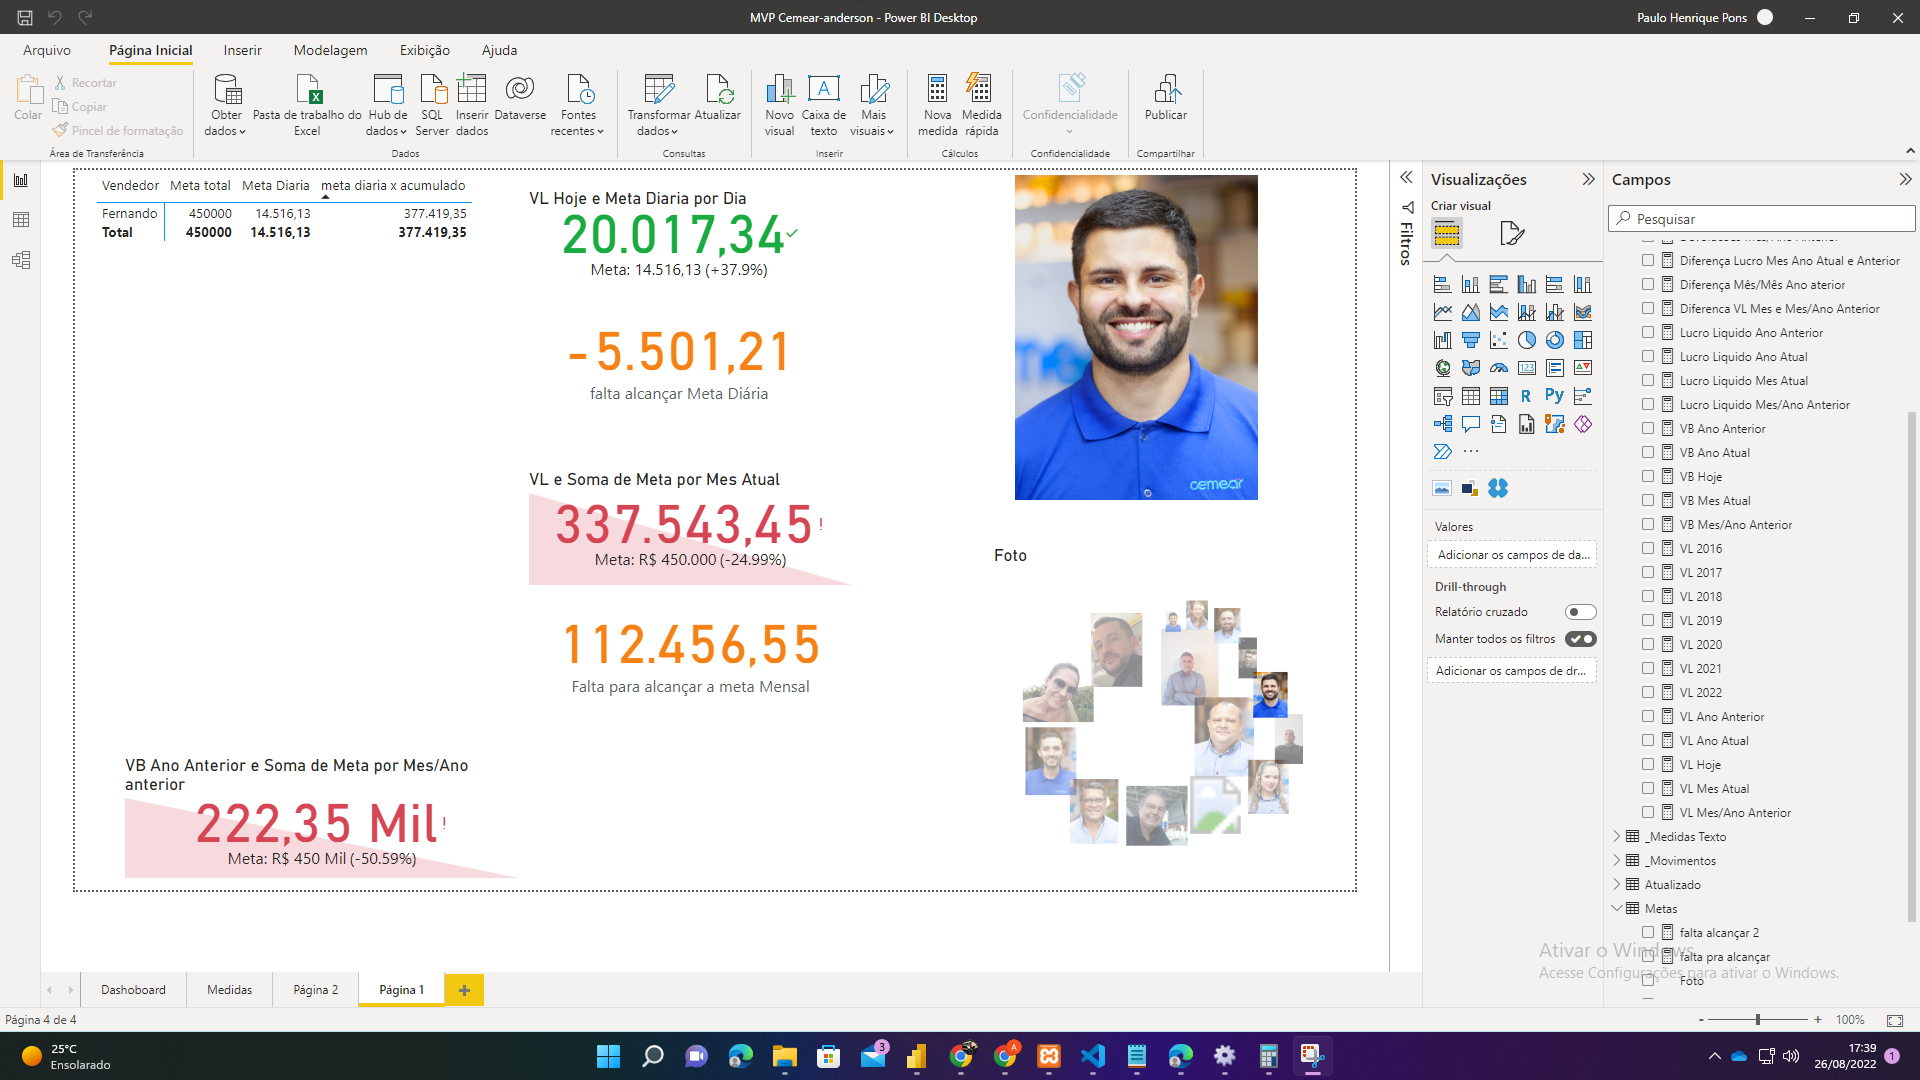 MVP Cemear-anderson - Power BI Desktop
Paulo Henrique Pons
Arquivo
Página Inicial
Inserir
Modelagem
Exibição
Ajuda
Colar
Recortar
Copiar
Pincel de formatação
Área de Transferência
Obter dados
Pasta de trabalho do Excel
Hub de dados
SQL Server
Inserir dados
Dataverse
Fontes recentes
Dados
Transformar dados
Atualizar
Consultas
Novo visual
Caixa de texto
Mais visuais
Inserir
Nova medida
Medida rápida
Cálculos
Confidencialidade
Confidencialidade
Publicar
Compartilhar
Vendedor Meta total Meta Diaria meta diaria x acumulado
Fernando 450000 14.516,13 377.419,35
Total 450000 14.516,13 377.419,35
VL Hoje e Meta Diaria por Dia
20.017,34
Meta: 14.516,13 (+37.9%)
-5.501,21
falta alcançar Meta Diária
VL e Soma de Meta por Mes Atual
337.543,45!
Meta: R$ 450.000 (-24.99%)
112.456,55
Falta para alcançar a meta Mensal
VB Ano Anterior e Soma de Meta por Mes/Ano
anterior
222,35 Mil!
Meta: R$ 450 Mil (-50.59%)
cemear
Foto
Filtros
Visualizações
Criar visual
123
R
Py
Valores
Adicionar os campos de da...
Drill-through
Relatório cruzado
Manter todos os filtros
Adicionar os campos de dr...
Campos
Pesquisar
Diferença Lucro Mes Ano Atual e Anterior
Diferença Mês/Mês Ano aterior
Diferenca VL Mes e Mes/Ano Anterior
Lucro Liquido Ano Anterior
Lucro Liquido Ano Atual
Lucro Liquido Mes Atual
Lucro Liquido Mes/Ano Anterior
VB Ano Anterior
VB Ano Atual
VB Hoje
VB Mes Atual
VB Mes/Ano Anterior
VL 2016
VL 2017
VL 2018
VL 2019
VL 2020
VL 2021
VL 2022
VL Ano Anterior
VL Ano Atual
VL Hoje
VL Mes Atual
VL Mes/Ano Anterior
_Medidas Texto
_Movimentos
Atualizado
Metas
falta alcançar 2
falta pra alcançar
Foto
Ativar o Windows
Acesse Configurações para ativar o Windows.
Dashoboard
Medidas
Página 2
Página 1
Página 4 de 4
- + 100%
25°C
Ensolarado
3
A
17:39
26/08/2022
1